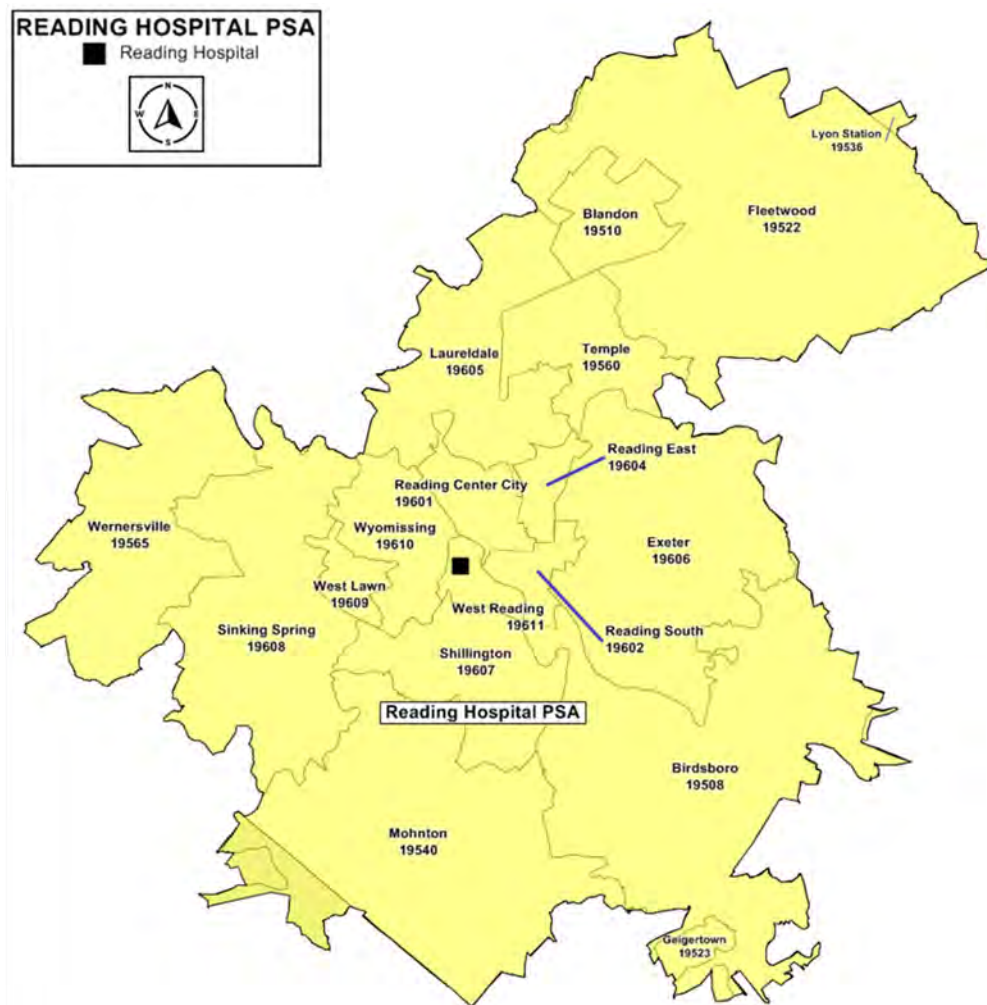 READING HOSPITAL PSA
Reading Hospital
N
W E
S
Lyon Station
19536
Blandon
19510
Fleetwood
19522
Laureldale
19605
Temple
19560
Reading East
19604
Reading Center City
19601
Wernersville
19565
Wyomissing
19610
Exeter
19606
West Lawn
19609
West Reading
19611
Sinking Spring
19608
Reading South
19602
Shillington
19607
Reading Hospital PSA
Birdsboro
19508
Mohnton
19540
Geigertown
19523